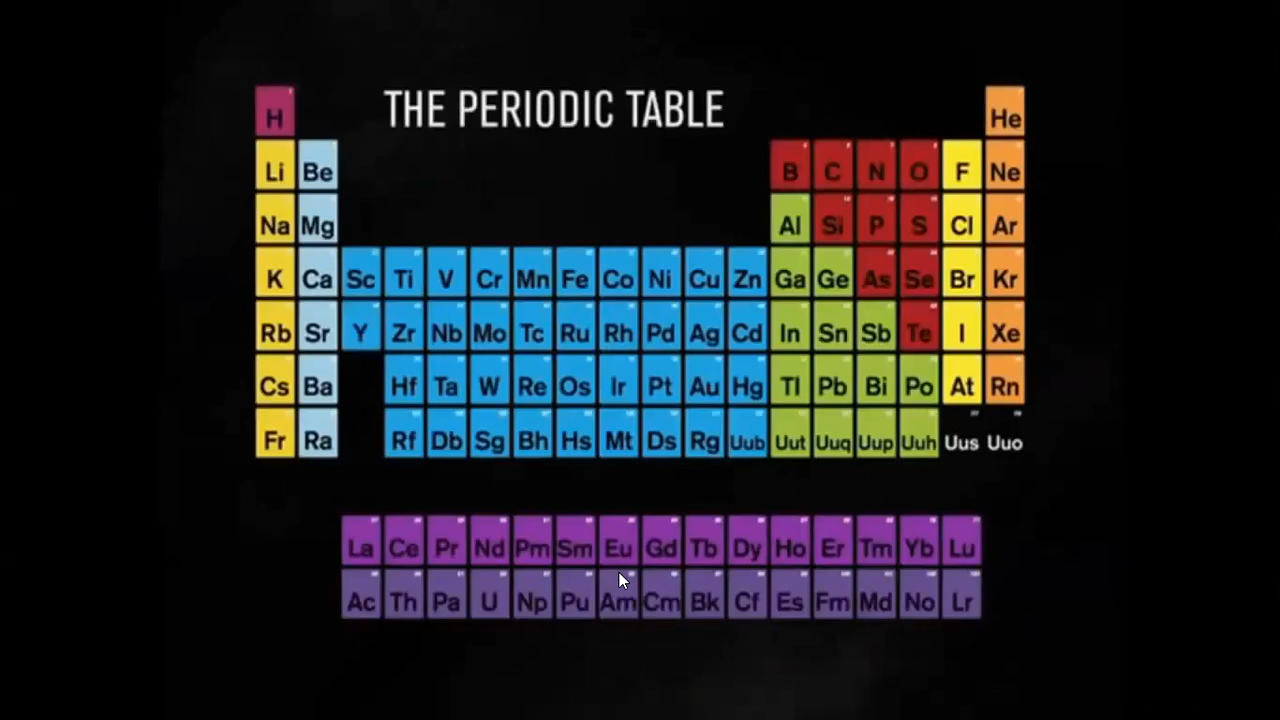 THE PERIODIC TABLE
H He
Li Be B C N O F Ne
Na Mg Al Si P S Cl Ar
K Ca Sc Ti V Cr Mn Fe Co Ni Cu Zn Ga Ge As Se Br Kr
Rb Sr Y Zr Nb Mo Tc Ru Rh Pd Ag Cd In Sn Sb Te I Xe
Cs Ba Hf Ta W Re Os Ir Pt Au Hg Tl Pb Bi Po At Rn
Fr Ra Rf Db Sg Bh Hs Mt Ds Rg Uub Uut Uuq Uup Uuh Uus Uuo
La Ce Pr Nd Pm Sm Eu Gd Tb Dy Ho Er Tm Yb Lu
Ac Th Pa U Np Pu Am Cm Bk Cf Es Fm Md No Lr